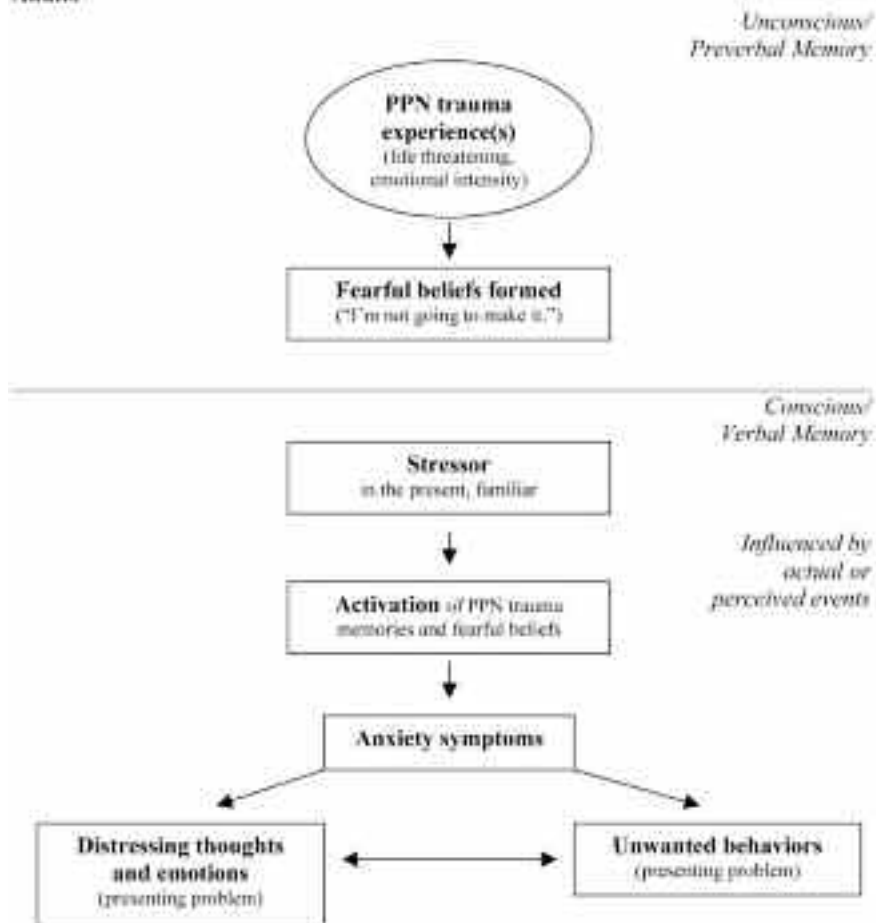 Unconscious/
Preverbal Memory
PPN trauma
experience(s)
(life threatening,
emotional intensity)
Fearful beliefs formed
("I'm not going to make it.")
Conscious/
Verbal Memory
Stressor
in the present, familiar
Influenced by
actual or
perceived events
Activation of PPN trauma
memories and fearful beliefs
Anxiety symptoms
Distressing thoughts
and emotions
(presenting problem)
Unwanted behaviors
(presenting problem)